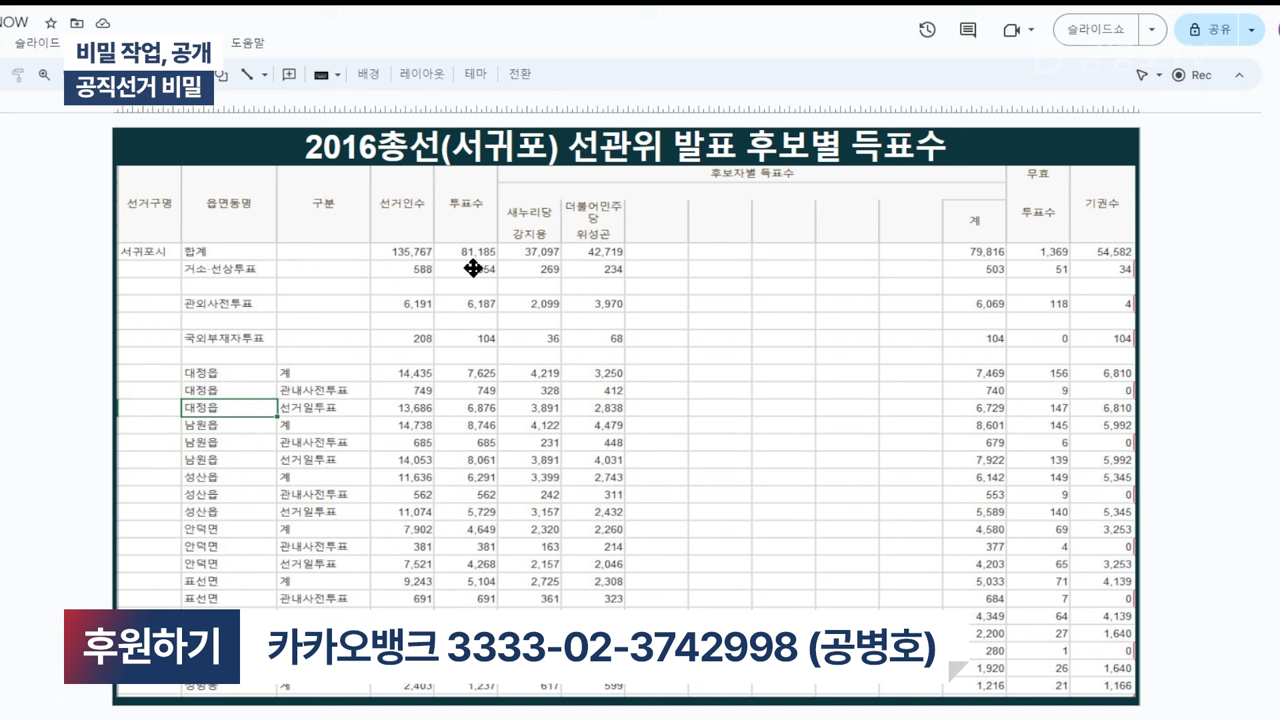 NOW
슬라이드
도움말
슬라이드쇼
공유
비밀 작업, 공개
공직선거 비밀
배경 레이아웃 테마 전환
Rec
2016총선(서귀포) 선관위 발표 후보별 득표수
선거구명 읍면동명 구분 선거인수 투표수 후보자별 득표수 무효 투표수 기권수
새누리당 강지용 더불어민주당 위성곤 계
서귀포시 합계 135,767 81,185 37,097 42,719 79,816 1,369 54,582
거소·선상투표 588 54 269 234 503 51 34
관외사전투표 6,191 6,187 2,099 3,970 6,069 118 4
국외부재자투표 208 104 36 68 104 0 104
대정읍 계 14,435 7,625 4,219 3,250 7,469 156 6,810
대정읍 관내사전투표 749 749 328 412 740 9 0
대정읍 선거일투표 13,686 6,876 3,891 2,838 6,729 147 6,810
남원읍 계 14,738 8,746 4,122 4,479 8,601 145 5,992
남원읍 관내사전투표 685 685 231 448 679 6 0
남원읍 선거일투표 14,053 8,061 3,891 4,031 7,922 139 5,992
성산읍 계 11,636 6,291 3,399 2,743 6,142 149 5,345
성산읍 관내사전투표 562 562 242 311 553 9 0
성산읍 선거일투표 11,074 5,729 3,157 2,432 5,589 140 5,345
안덕면 계 7,902 4,649 2,320 2,260 4,580 69 3,253
안덕면 관내사전투표 381 381 163 214 377 4 0
안덕면 선거일투표 7,521 4,268 2,157 2,046 4,203 65 3,253
표선면 계 9,243 5,104 2,725 2,308 5,033 71 4,139
표선면 관내사전투표 691 691 361 323 684 7 0
4,349 64 4,139
2,200 27 1,640
280 1 0
1,920 26 1,640
계 2,403 1,237 617 599 1,216 21 1,166
후원하기 카카오뱅크 3333-02-3742998 (공병호)